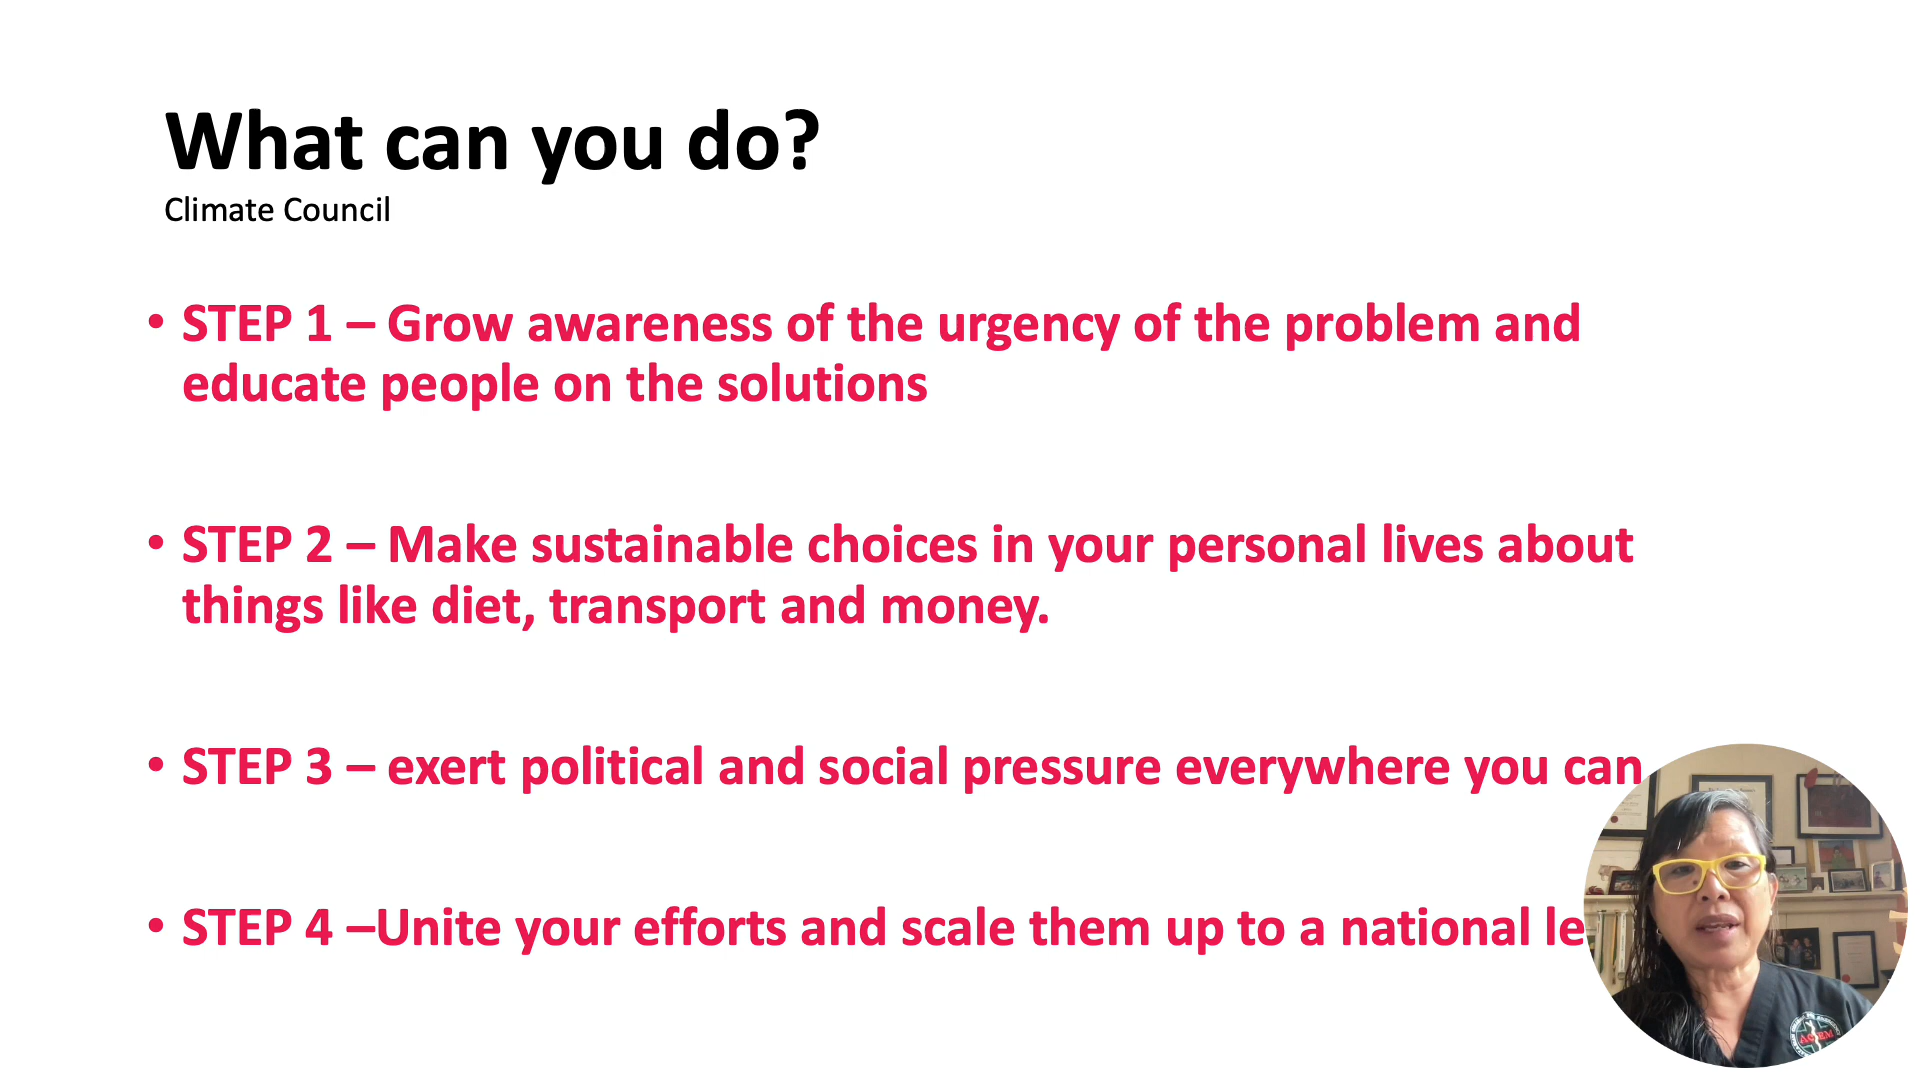 What can you do?
Climate Council
• STEP 1 – Grow awareness of the urgency of the problem and
educate people on the solutions
• STEP 2 – Make sustainable choices in your personal lives about
things like diet, transport and money.
• STEP 3 – exert political and social pressure everywhere you can
• STEP 4 –Unite your efforts and scale them up to a national le